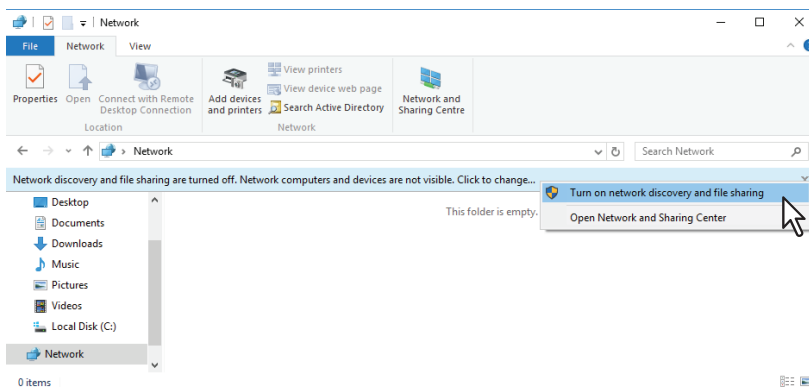 Network
File Network View
Properties Open Connect with Remote Desktop Connection
Location
Add devices and printers
View printers
View device web page
Search Active Directory
Network
Network and Sharing Centre
Network
Search Network
Network discovery and file sharing are turned off. Network computers and devices are not visible. Click to change...
Turn on network discovery and file sharing
Open Network and Sharing Center
This folder is empty.
Desktop
Documents
Downloads
Music
Pictures
Videos
Local Disk (C:)
Network
0 items